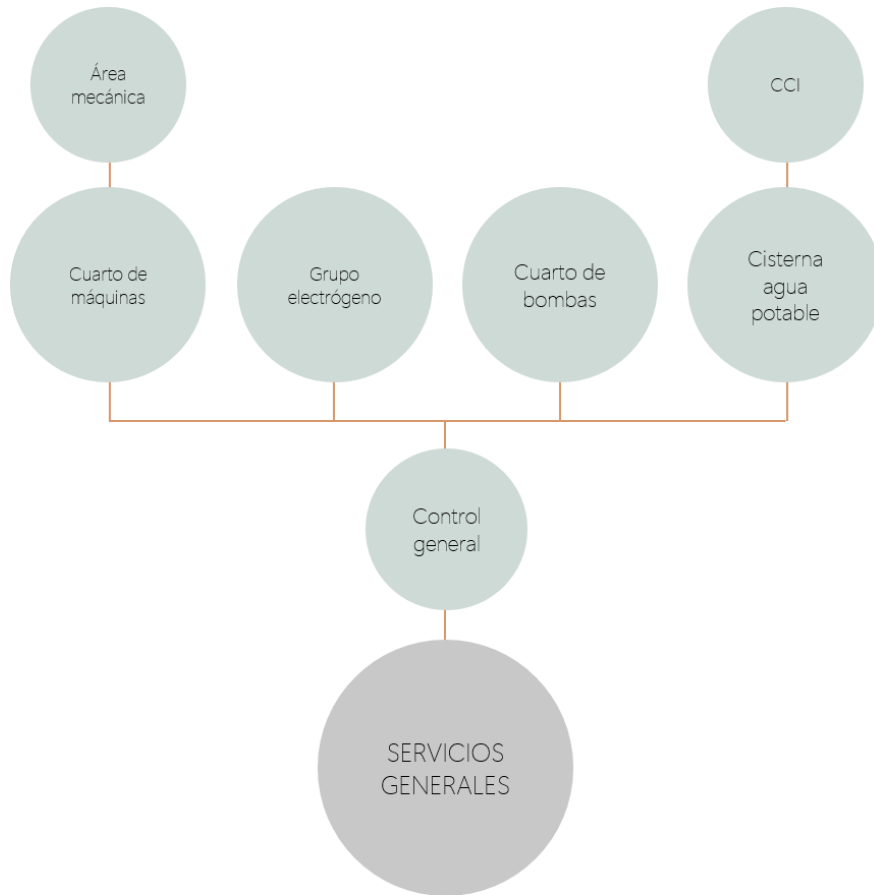 Área
mecánica
CCI
Cuarto de
máquinas
Grupo
electrógeno
Cuarto de
bombas
Cisterna
agua
potable
Control
general
SERVICIOS
GENERALES